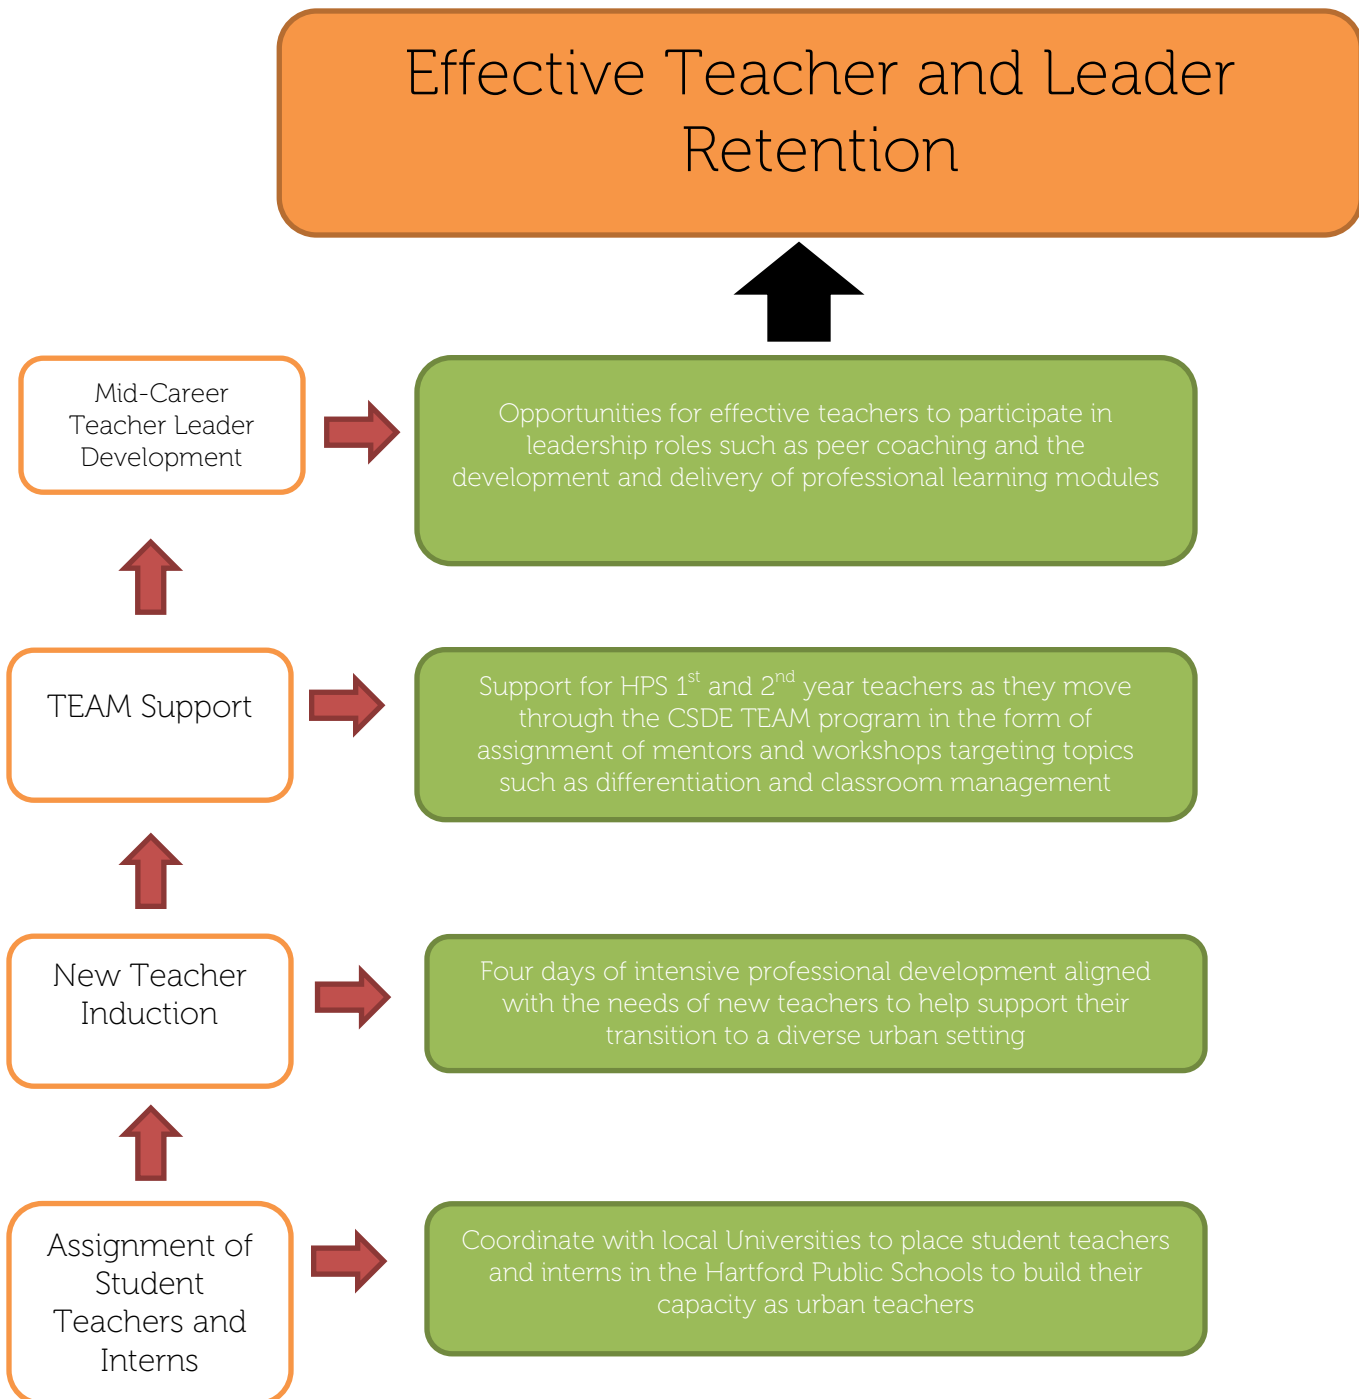 Effective Teacher and Leader
Retention
Mid-Career
Teacher Leader
Development
Opportunities for effective teachers to participate in
leadership roles such as peer coaching and the
development and delivery of professional learning modules
TEAM Support
Support for HPS 1st and 2nd year teachers as they move
through the CSDE TEAM program in the form of
assignment of mentors and workshops targeting topics
such as differentiation and classroom management
New Teacher
Induction
Four days of intensive professional development aligned
with the needs of new teachers to help support their
transition to a diverse urban setting
Assignment of
Student
Teachers and
Interns
Coordinate with local Universities to place student teachers
and interns in the Hartford Public Schools to build their
capacity as urban teachers